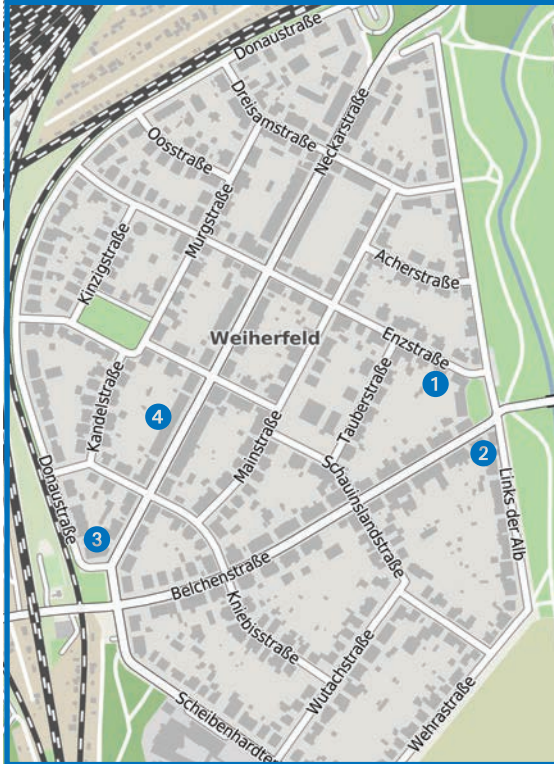 Donaustraße
Dreisamstraße
Neckarstraße
Oosstraße
Murgstraße
Kinzigstraße
Acherstraße
Weiherfeld
Enzstraße
1
Kandelstraße
4
Tauberstraße
Mainstraße
2
Schauinslandstraße
Donaustraße
Links der Alb
3
Belchenstraße
Kniebisstraße
Wutachstraße
Wehrastraße
Scheibenhardter